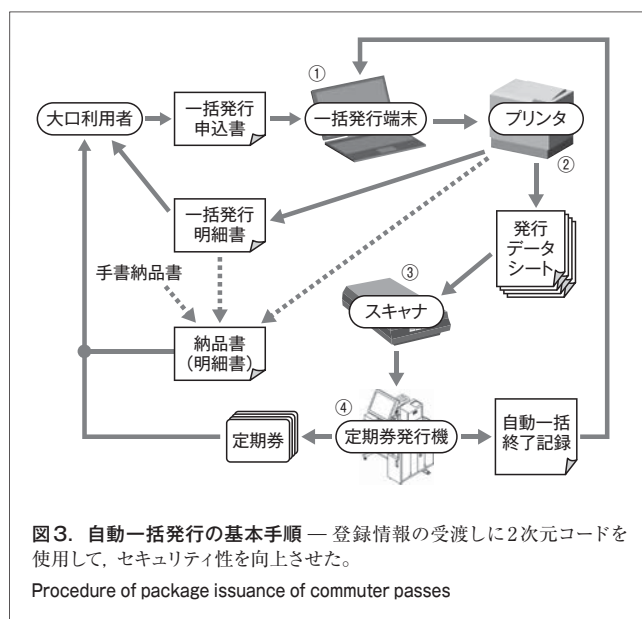 ①
大口利用者
一括発行
申込書
一括発行端末
プリンタ
②
一括発行
明細書
発行
データ
シート
手書納品書
③
スキャナ
納品書
(明細書)
④
定期券
定期券発行機
自動一括
終了記録
図3. 自動一括発行の基本手順 — 登録情報の受渡しに2次元コードを
使用して,セキュリティ性を向上させた。
Procedure of package issuance of commuter passes